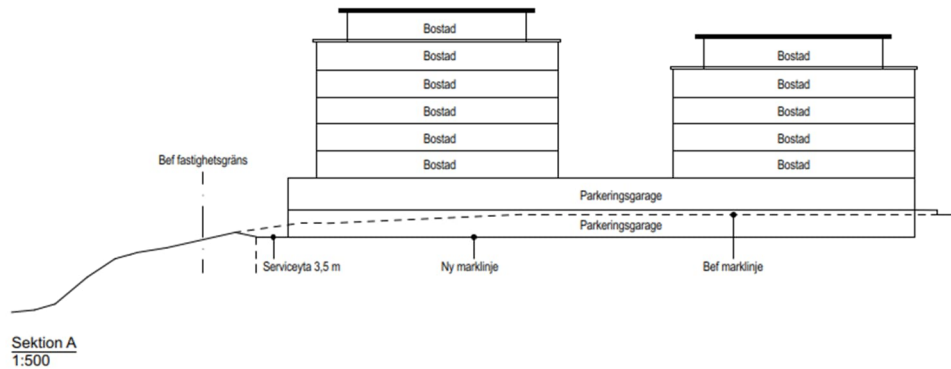 Bostad
Bostad
Bostad
Bostad
Bostad
Bostad
Bostad
Bostad
Bostad
Bostad
Bostad
Bef fastighetsgräns
Parkeringsgarage
Parkeringsgarage
Serviceyta 3,5 m
Ny marklinje
Bef marklinje
Sektion A
1:500